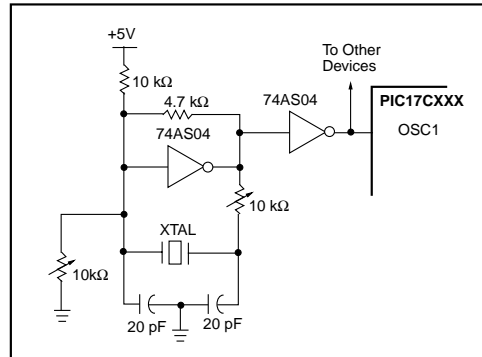 +5V
10 kΩ
4.7 kΩ
74AS04
74AS04
To Other
Devices
PIC17CXXX
OSC1
10 kΩ
XTAL
10kΩ
20 pF
20 pF